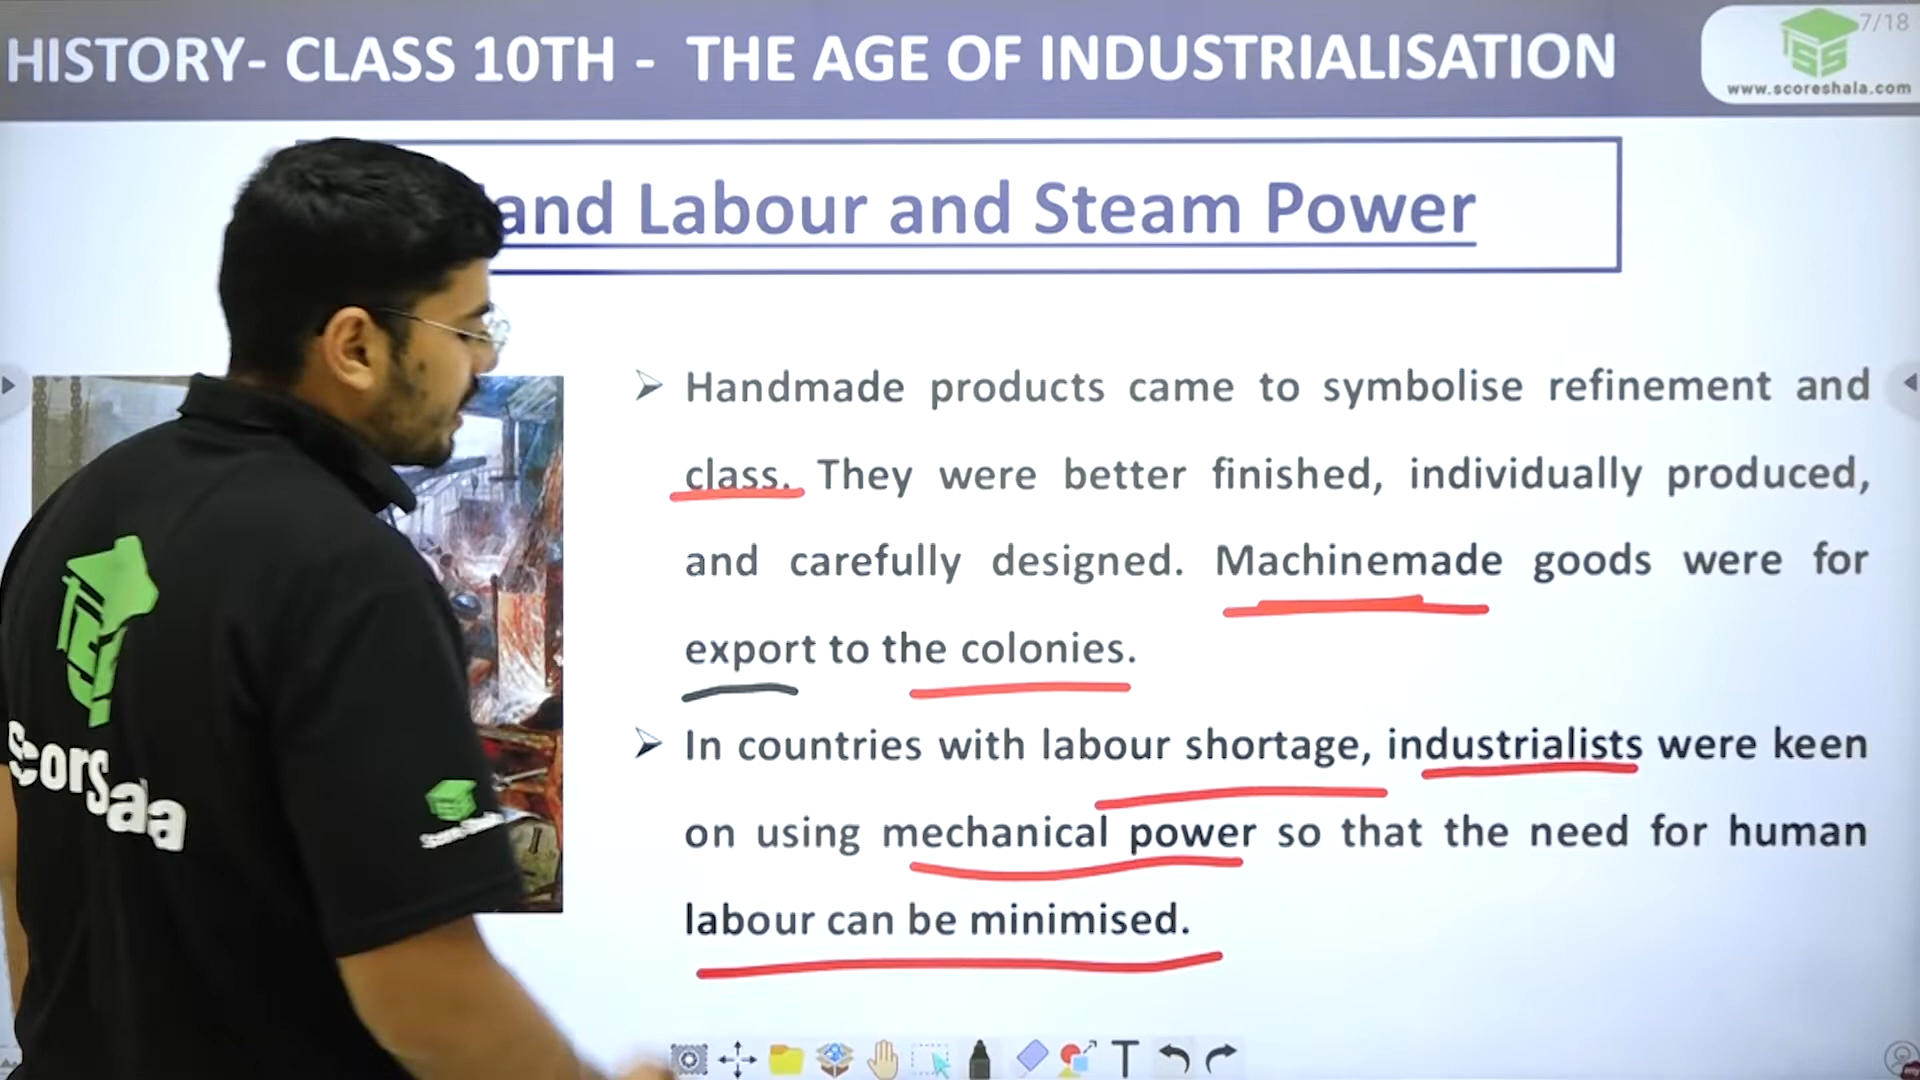 HISTORY- CLASS 10TH - THE AGE OF INDUSTRIALISATION
7/18
www.scoreshala.com
and Labour and Steam Power
Handmade products came to symbolise refinement and
class. They were better finished, individually produced,
and carefully designed. Machinemade goods were for
export to the colonies.
In countries with labour shortage, industrialists were keen
on using mechanical power so that the need for human
labour can be minimised.